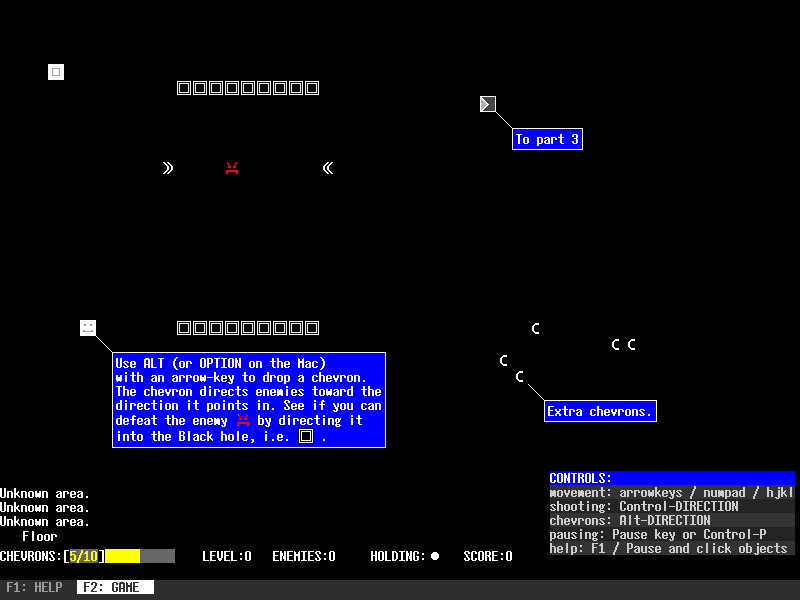 To part 3
Use ALT (or OPTION on the Mac)
with an arrow-key to drop a chevron.
The chevron directs enemies toward the
direction it points in. See if you can
defeat the enemy by directing it
into the Black hole, i.e. .
Extra chevrons.
CONTROLS:
movement: arrowkeys / numpad / hjkl
shooting: Control-DIRECTION
chevrons: Alt-DIRECTION
pausing: Pause key or Control-P
help: F1 / Pause and click objects
Unknown area.
Unknown area.
Unknown area.
Floor
CHEVRONS:[5/10] LEVEL:0 ENEMIES:0 HOLDING: SCORE:0
F1: HELP F2: GAME